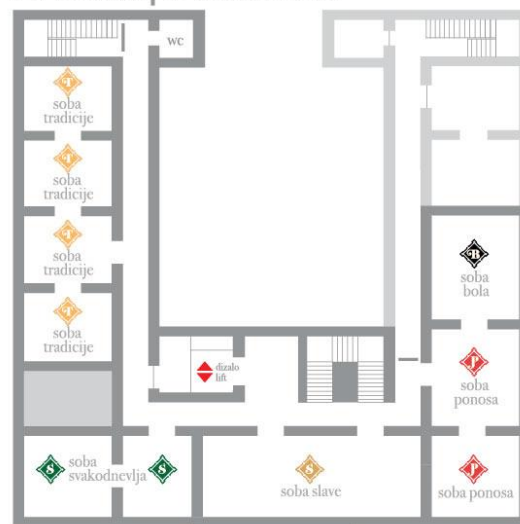 wc
T
soba
tradicije
T
soba
tradicije
T
soba
tradicije
T
soba
tradicije
B
soba
bola
dizalo
lift
P
soba
ponosa
S
soba
svakodnevlja
S
S
soba slave
P
soba ponosa